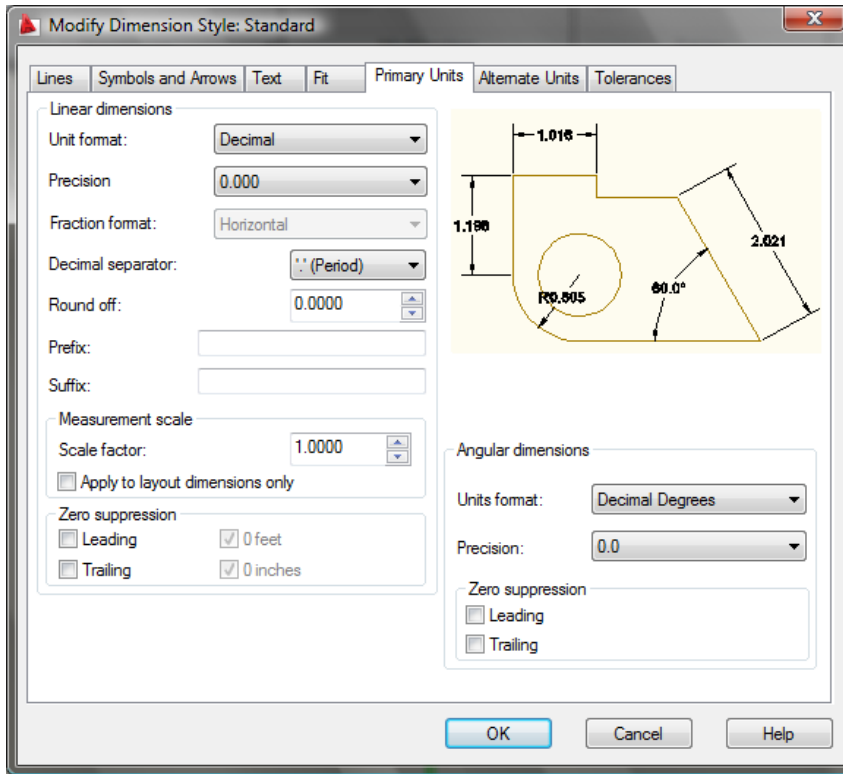 Modify Dimension Style: Standard
Lines Symbols and Arrows Text Fit Primary Units Alternate Units Tolerances
Linear dimensions
Unit format: Decimal
Precision 0.000
Fraction format: Horizontal
Decimal separator: '.' (Period)
Round off: 0.0000
Prefix:
Suffix:
Measurement scale
Scale factor: 1.0000
Apply to layout dimensions only
Zero suppression
Leading 0 feet
Trailing 0 inches
1.016
1.196
2.021
R0.805
60.0°
Angular dimensions
Units format: Decimal Degrees
Precision: 0.0
Zero suppression
Leading
Trailing
OK Cancel Help